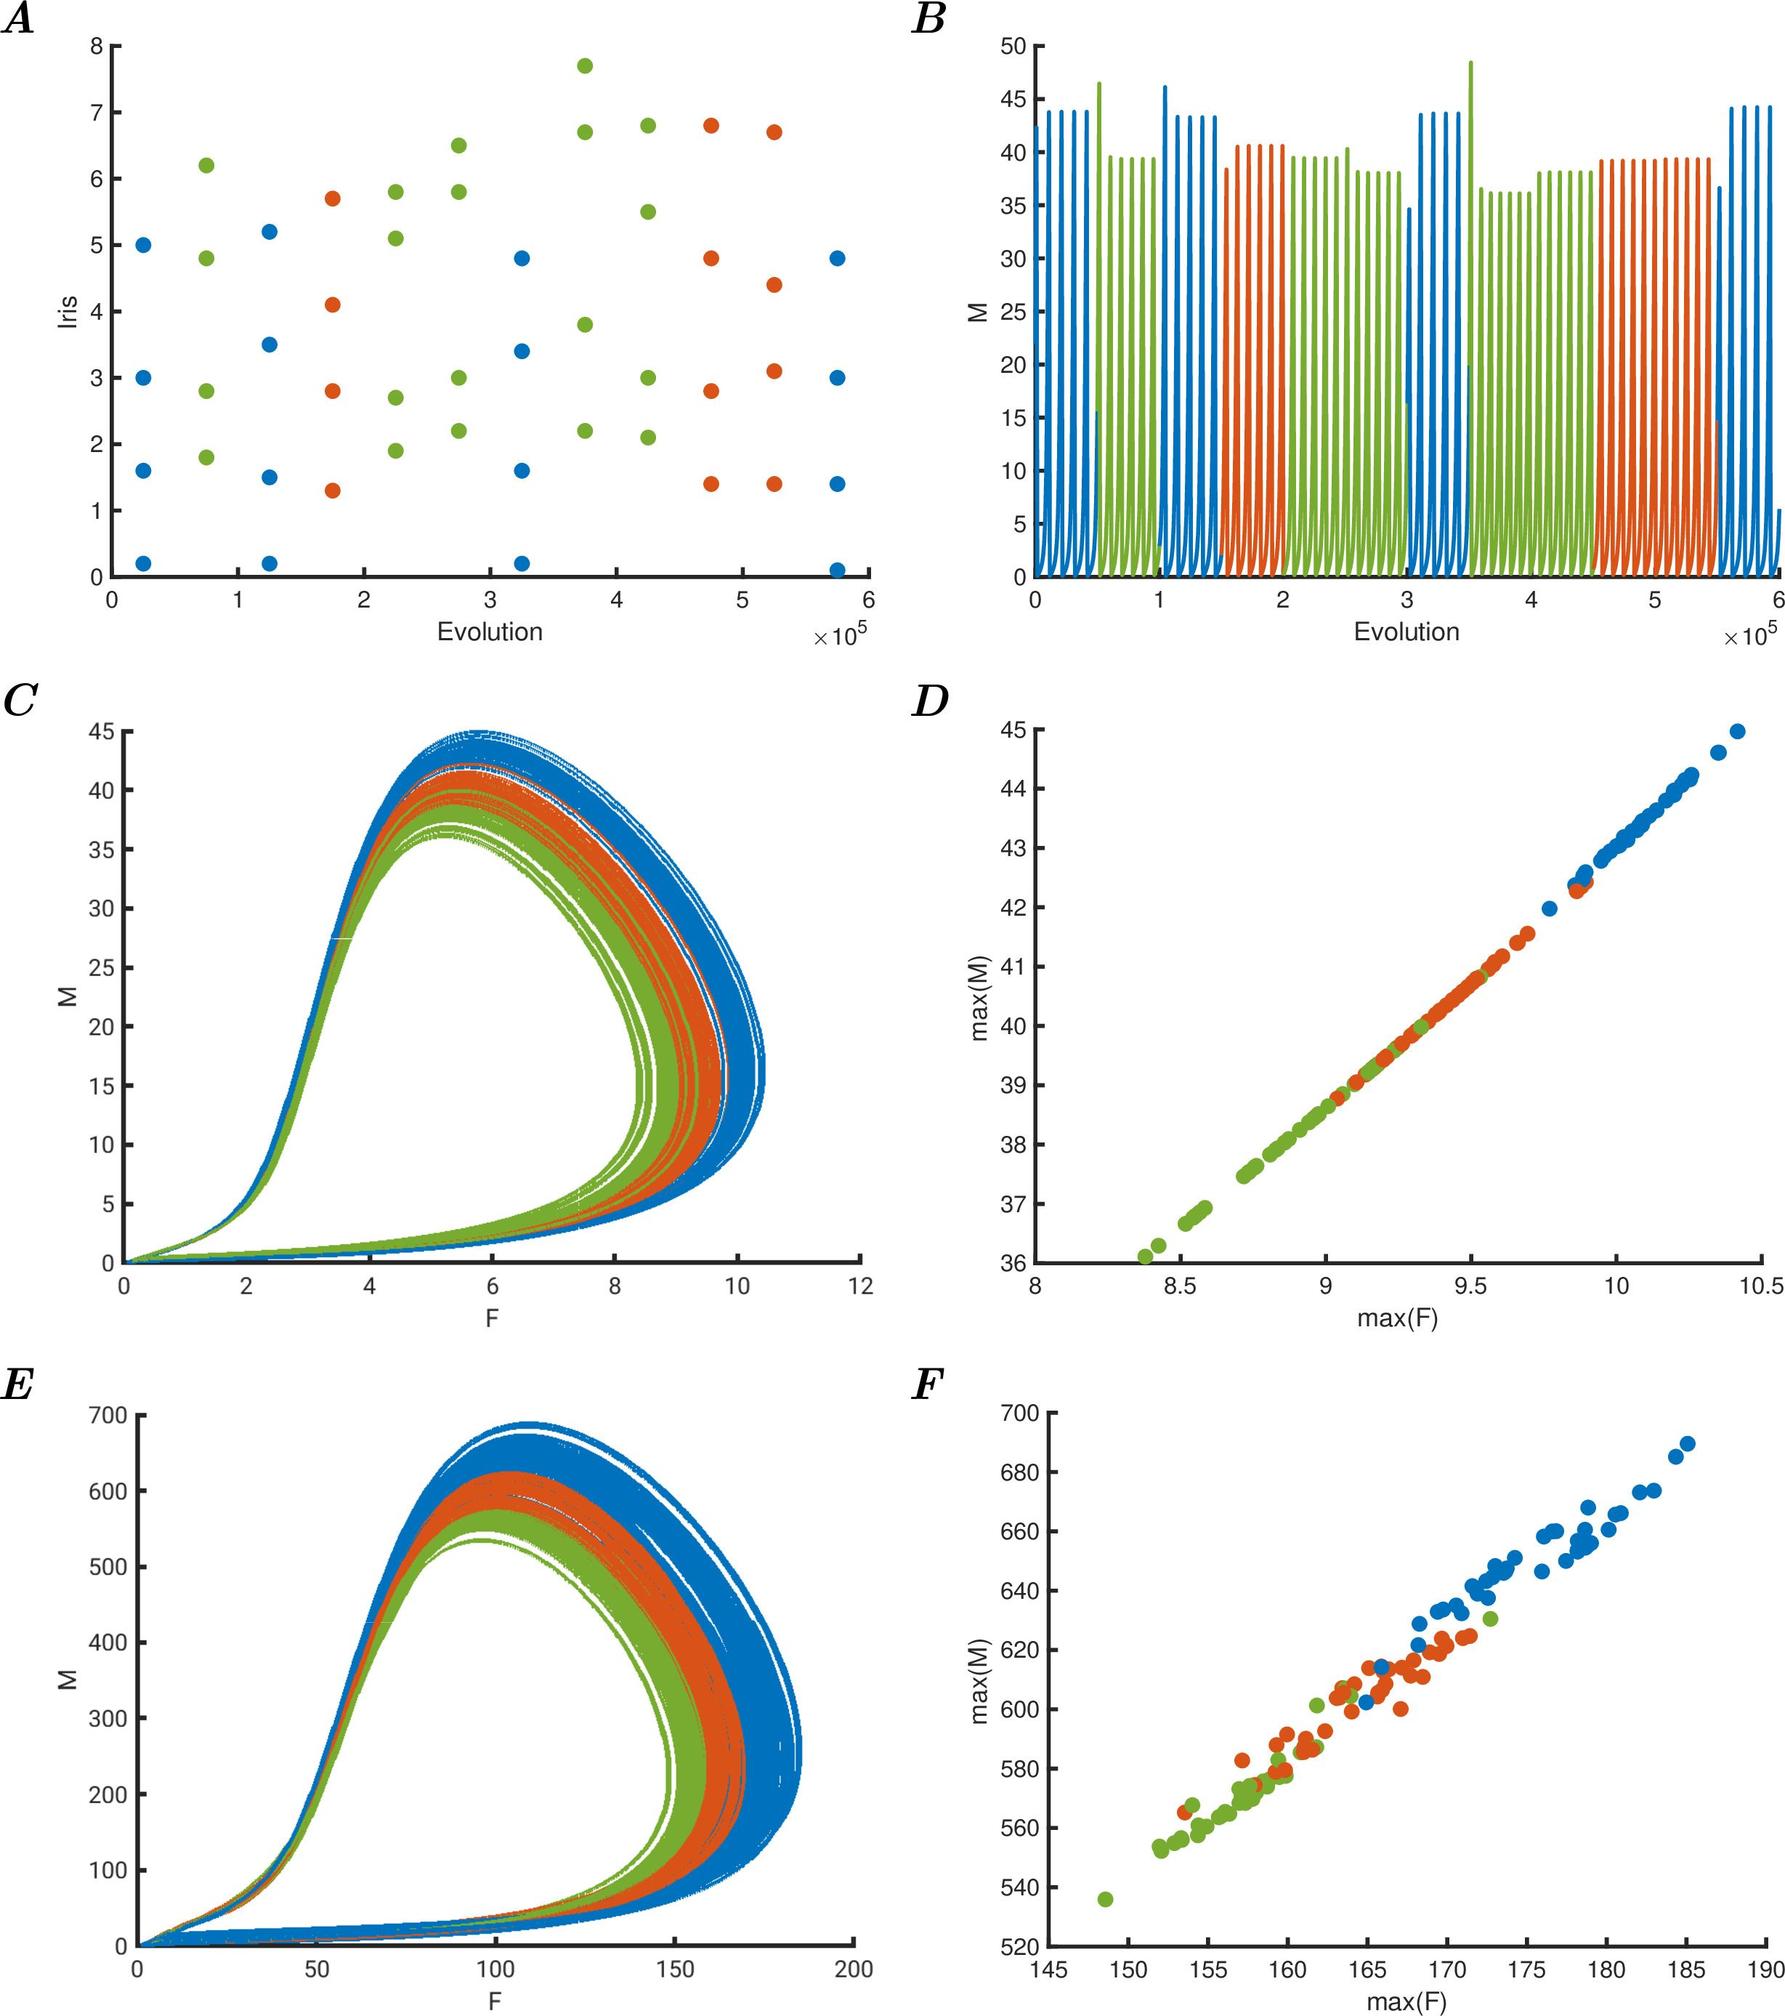 A
8
7
6
5
4
3
2
1
0
Iris
0 1 2 3 4 5 6
Evolution
×10^5
B
50
45
40
35
30
25
20
15
10
5
0
M
0 1 2 3 4 5 6
Evolution
×10^5
C
45
40
35
30
25
20
15
10
5
0
M
0 2 4 6 8 10 12
F
D
45
44
43
42
41
40
39
38
37
36
max(M)
8 8.5 9 9.5 10 10.5
max(F)
E
700
600
500
400
300
200
100
0
M
0 50 100 150 200
F
F
700
680
660
640
620
600
580
560
540
520
max(M)
145 150 155 160 165 170 175 180 185 190
max(F)